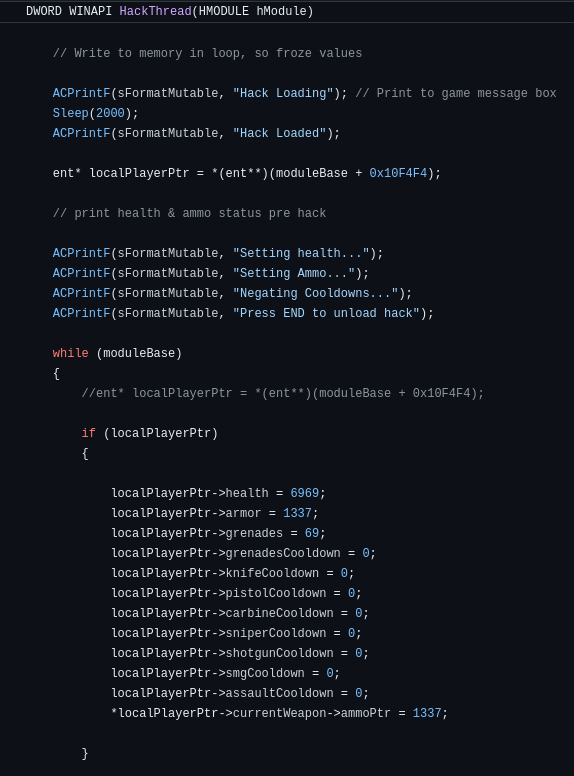 DWORD WINAPI HackThread(HMODULE hModule)
// Write to memory in loop, so froze values
ACPrintF(sFormatMutable, "Hack Loading"); // Print to game message box
Sleep(2000);
ACPrintF(sFormatMutable, "Hack Loaded");
ent* localPlayerPtr = *(ent**)(moduleBase + 0x10F4F4);
// print health & ammo status pre hack
ACPrintF(sFormatMutable, "Setting health...");
ACPrintF(sFormatMutable, "Setting Ammo...");
ACPrintF(sFormatMutable, "Negating Cooldowns...");
ACPrintF(sFormatMutable, "Press END to unload hack");
while (moduleBase)
{
//ent* localPlayerPtr = *(ent**)(moduleBase + 0x10F4F4);
if (localPlayerPtr)
{
localPlayerPtr->health = 6969;
localPlayerPtr->armor = 1337;
localPlayerPtr->grenades = 69;
localPlayerPtr->grenadesCooldown = 0;
localPlayerPtr->knifeCooldown = 0;
localPlayerPtr->pistolCooldown = 0;
localPlayerPtr->carbineCooldown = 0;
localPlayerPtr->sniperCooldown = 0;
localPlayerPtr->shotgunCooldown = 0;
localPlayerPtr->smgCooldown = 0;
localPlayerPtr->assaultCooldown = 0;
*localPlayerPtr->currentWeapon->ammoPtr = 1337;
}